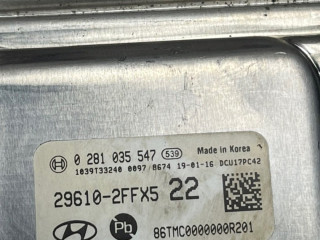 0 281 035 547 539 Made in Korea
1039T33240 0097/8674 19-01-16 DCU17PC42
29610-2FFX5 22
Pb 86TMC0000000R201